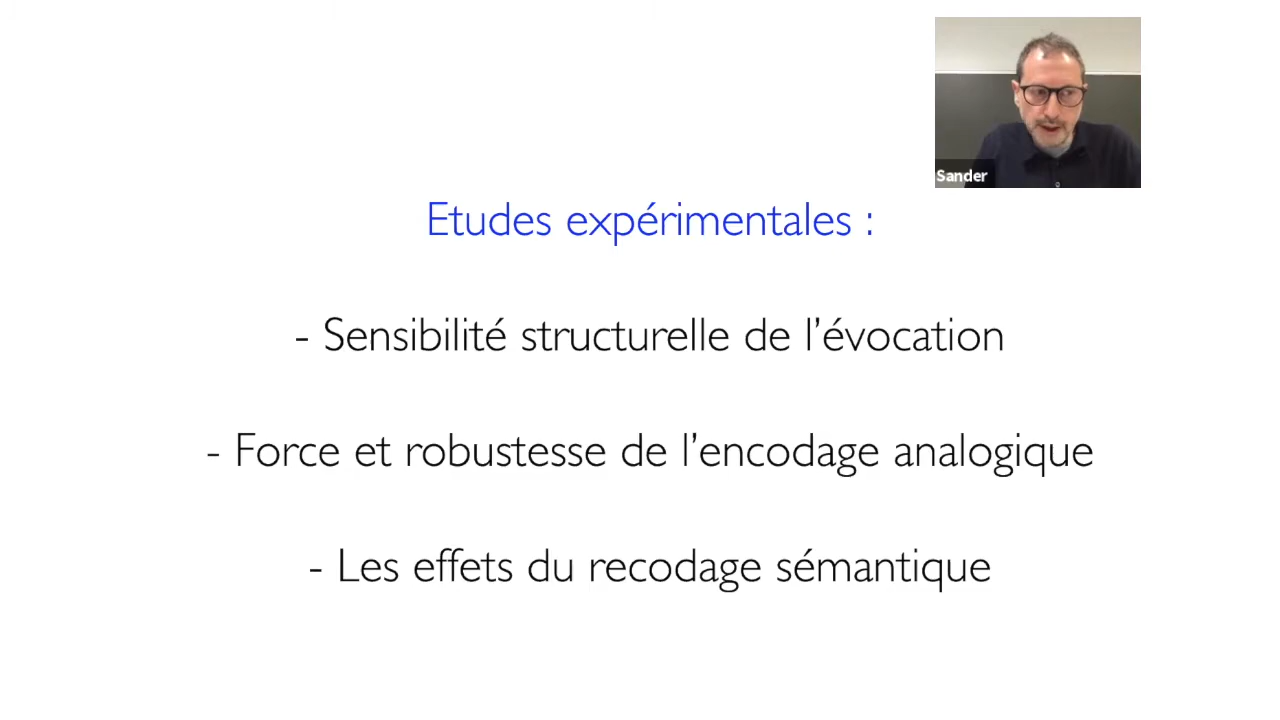 Sander
Etudes expérimentales :
- Sensibilité structurelle de l’évocation
- Force et robustesse de l’encodage analogique
- Les effets du recodage sémantique